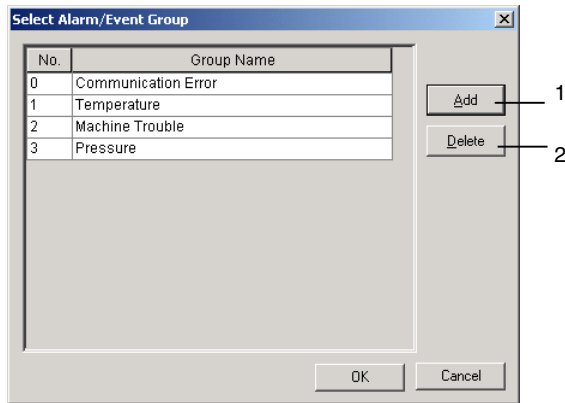 Select Alarm/Event Group
No. Group Name
0 Communication Error
1 Temperature
2 Machine Trouble
3 Pressure
Add 1
Delete 2
OK Cancel